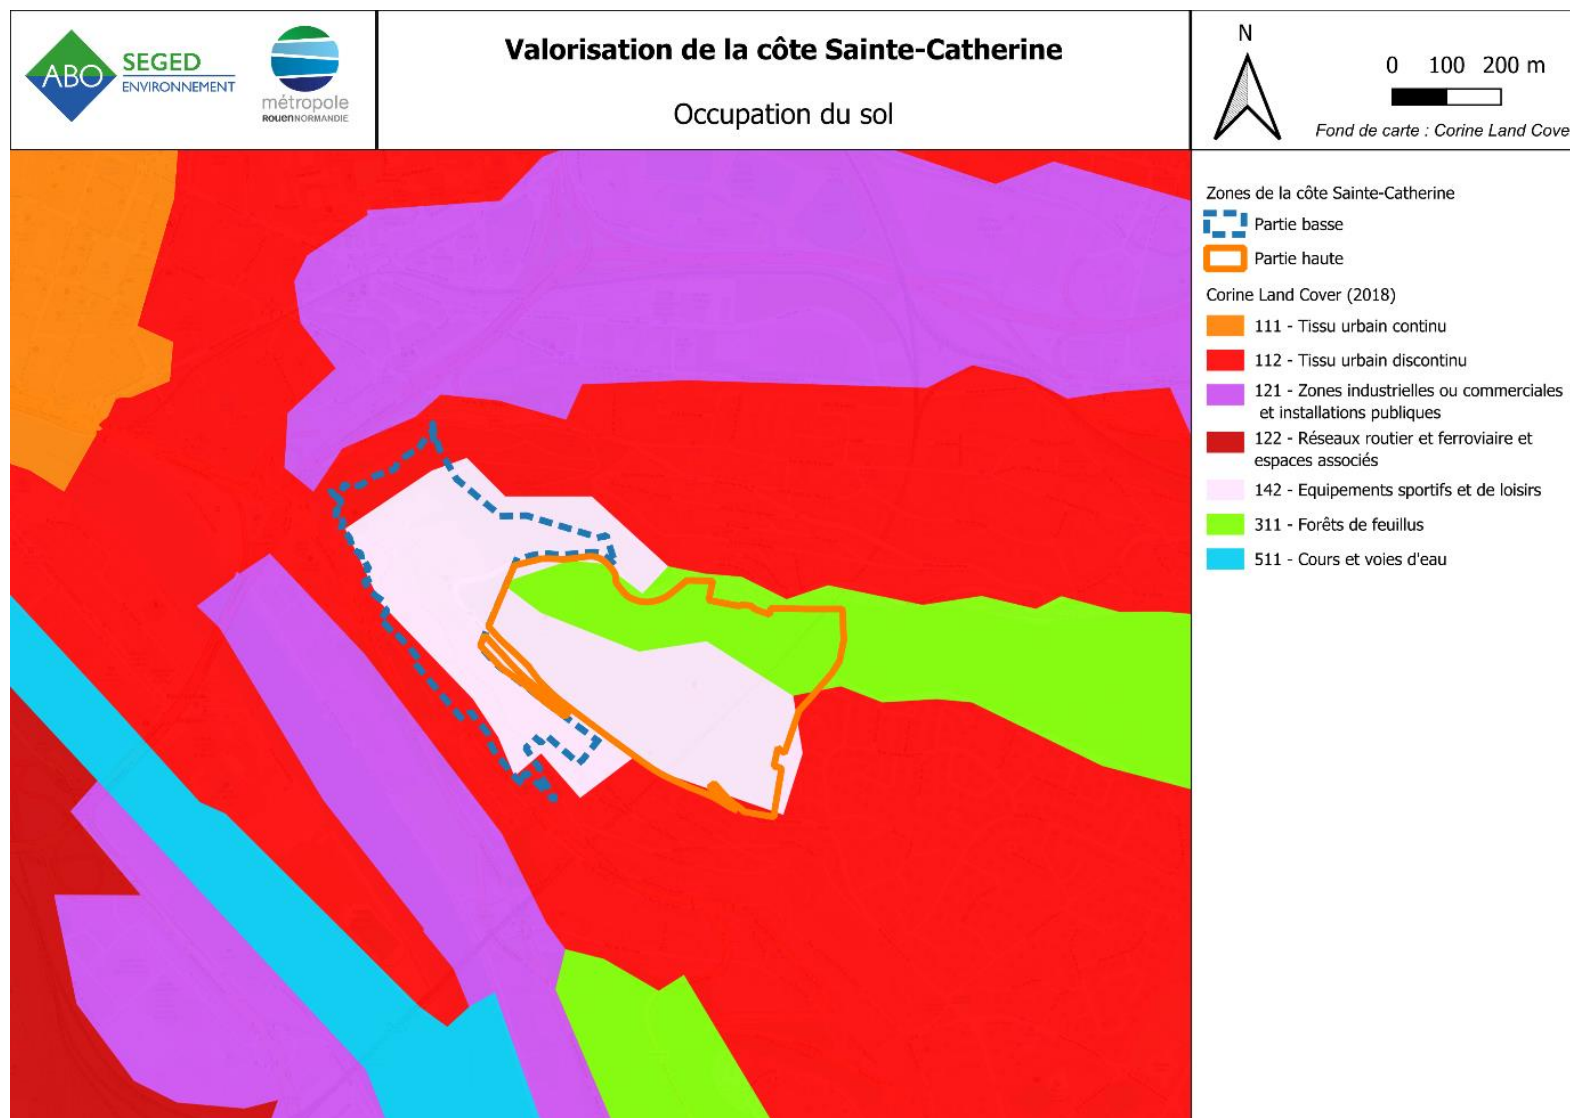 ABO
SEGED
ENVIRONNEMENT
métropole
ROUENNORMANDIE
Valorisation de la côte Sainte-Catherine
Occupation du sol
N
0 100 200 m
Fond de carte : Corine Land Cove
Zones de la côte Sainte-Catherine
Partie basse
Partie haute
Corine Land Cover (2018)
111 - Tissu urbain continu
112 - Tissu urbain discontinu
121 - Zones industrielles ou commerciales
et installations publiques
122 - Réseaux routier et ferroviaire et
espaces associés
142 - Equipements sportifs et de loisirs
311 - Forêts de feuillus
511 - Cours et voies d'eau